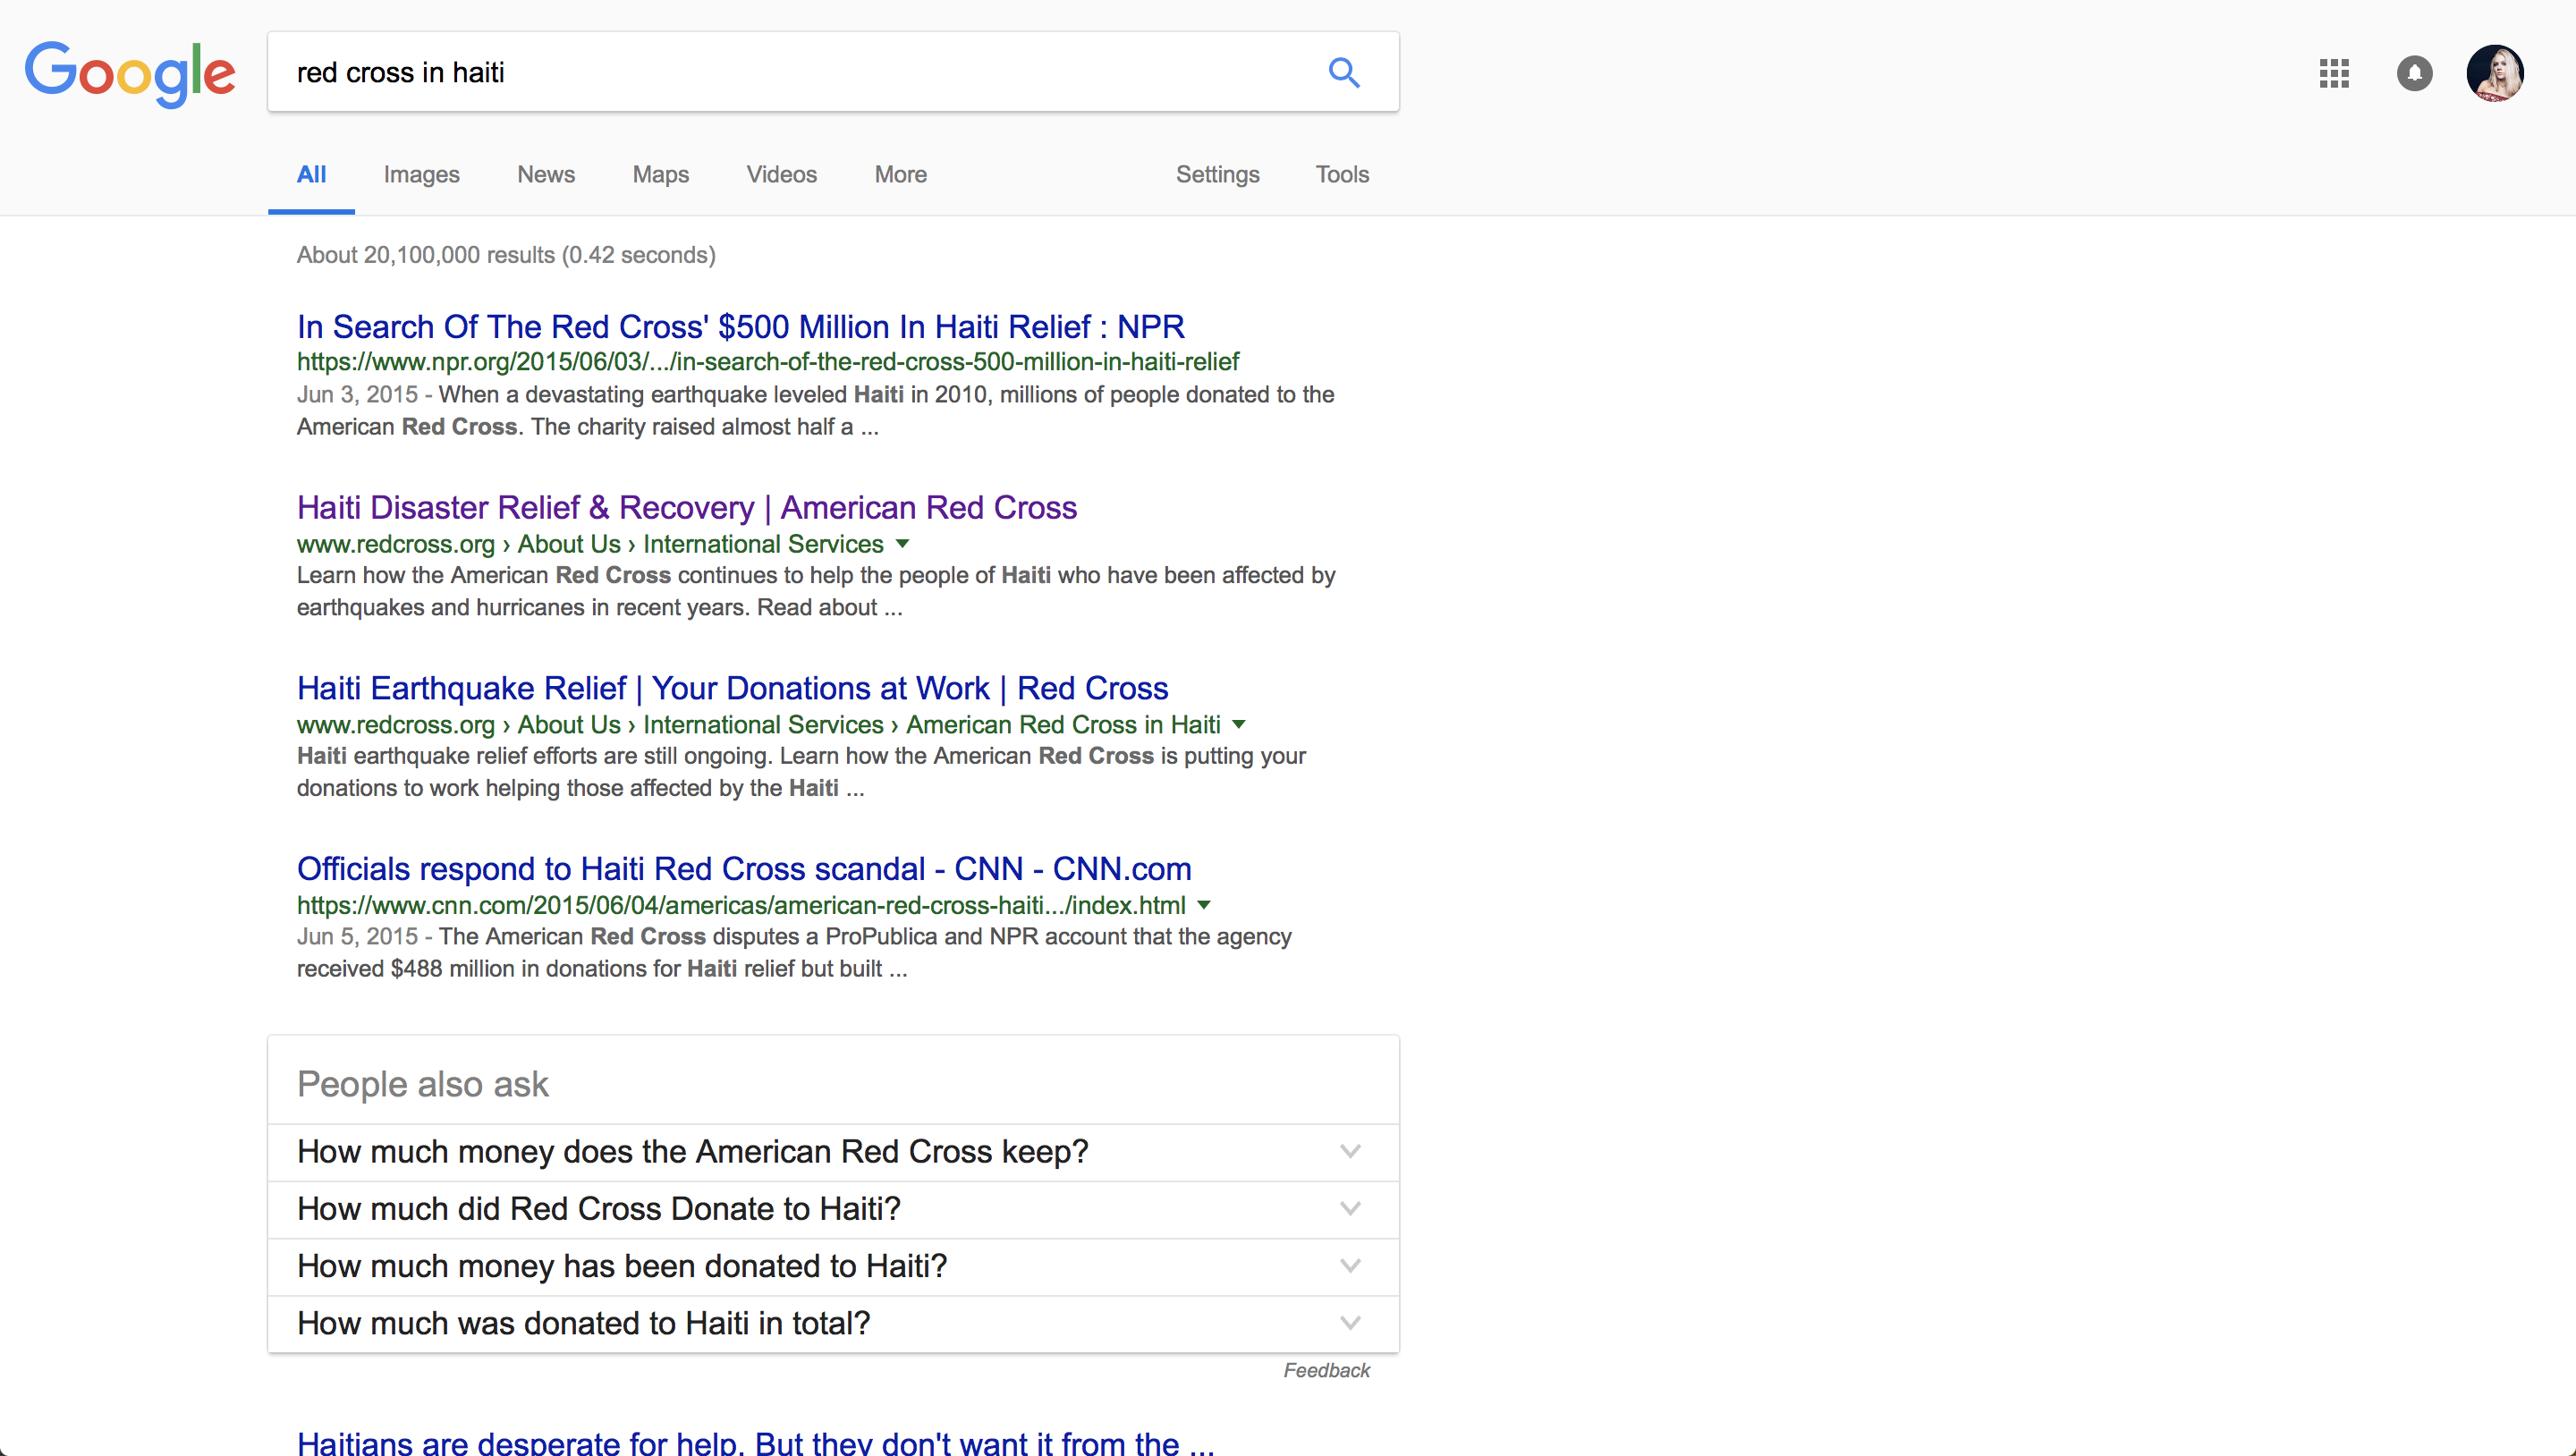 Google
red cross in haiti
All Images News Maps Videos More Settings Tools
About 20,100,000 results (0.42 seconds)
In Search Of The Red Cross' $500 Million In Haiti Relief : NPR
https://www.npr.org/2015/06/03/.../in-search-of-the-red-cross-500-million-in-haiti-relief
Jun 3, 2015 - When a devastating earthquake leveled Haiti in 2010, millions of people donated to the
American Red Cross. The charity raised almost half a ...
Haiti Disaster Relief & Recovery | American Red Cross
www.redcross.org › About Us › International Services
Learn how the American Red Cross continues to help the people of Haiti who have been affected by
earthquakes and hurricanes in recent years. Read about ...
Haiti Earthquake Relief | Your Donations at Work | Red Cross
www.redcross.org › About Us › International Services › American Red Cross in Haiti
Haiti earthquake relief efforts are still ongoing. Learn how the American Red Cross is putting your
donations to work helping those affected by the Haiti ...
Officials respond to Haiti Red Cross scandal - CNN - CNN.com
https://www.cnn.com/2015/06/04/americas/american-red-cross-haiti.../index.html
Jun 5, 2015 - The American Red Cross disputes a ProPublica and NPR account that the agency
received $488 million in donations for Haiti relief but built ...
People also ask
How much money does the American Red Cross keep?
How much did Red Cross Donate to Haiti?
How much money has been donated to Haiti?
How much was donated to Haiti in total?
Feedback
Haitians are desperate for help. But they don't want it from the ...